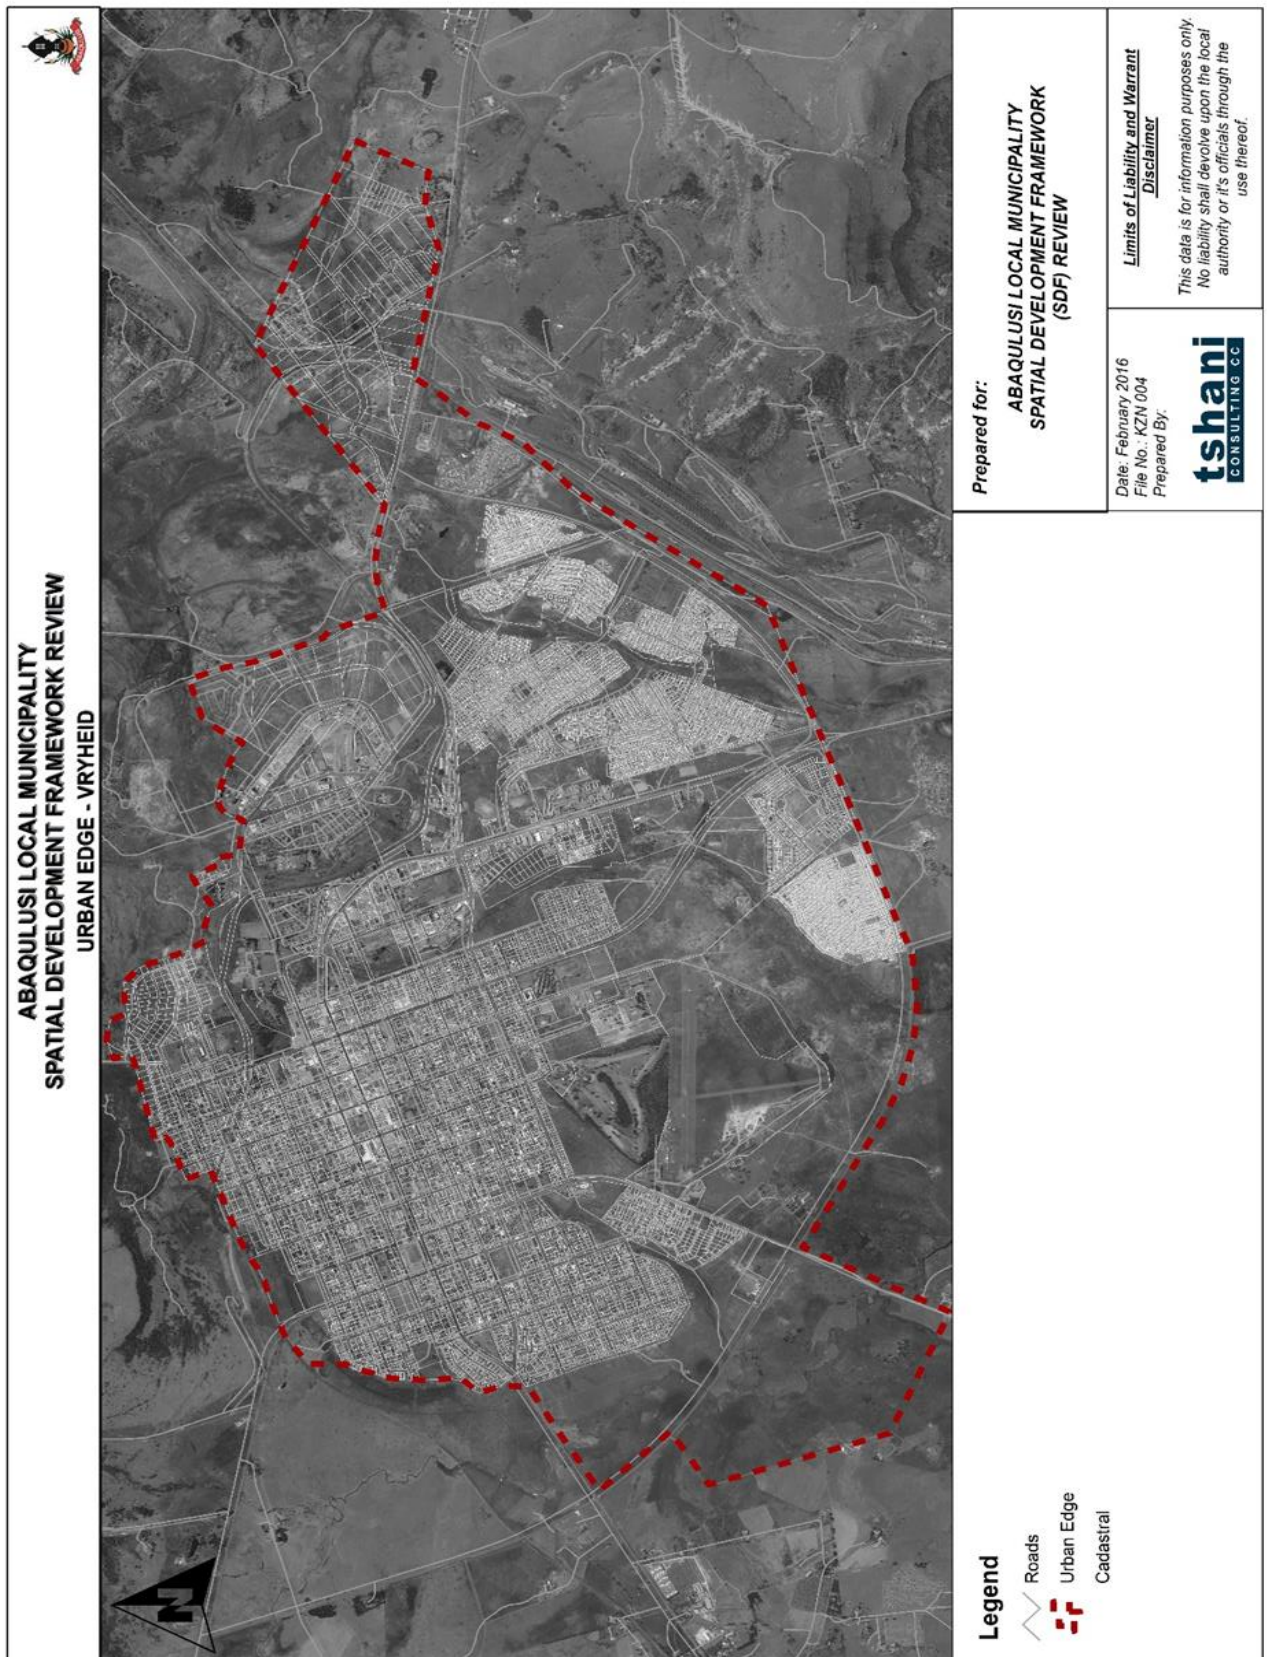 ABAQULUSI LOCAL MUNICIPALITY
SPATIAL DEVELOPMENT FRAMEWORK REVIEW
URBAN EDGE - VRYHEID
N
Legend
Roads
Urban Edge
Cadastral
Prepared for:
ABAQULUSI LOCAL MUNICIPALITY
SPATIAL DEVELOPMENT FRAMEWORK
(SDF) REVIEW
Date: February 2016
File No.: KZN 004
Prepared By:
tshani
CONSULTING CC
Limits of Liability and Warrant
Disclaimer
This data is for information purposes only.
No liability shall devolve upon the local
authority or it's officials through the
use thereof.